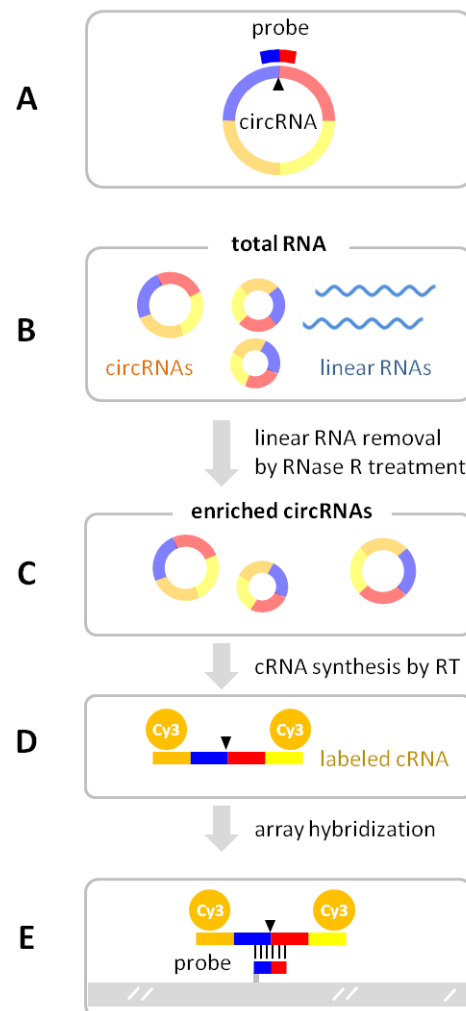 A
probe
circRNA
total RNA
B
circRNAs
linear RNAs
linear RNA removal
by RNase R treatment
enriched circRNAs
C
cRNA synthesis by RT
D
Cy3
Cy3
labeled cRNA
array hybridization
E
Cy3
Cy3
probe